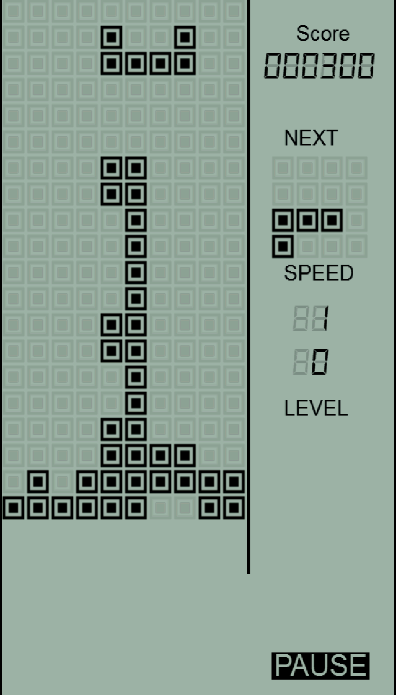 Score
000300
NEXT
SPEED
1
0
LEVEL
PAUSE